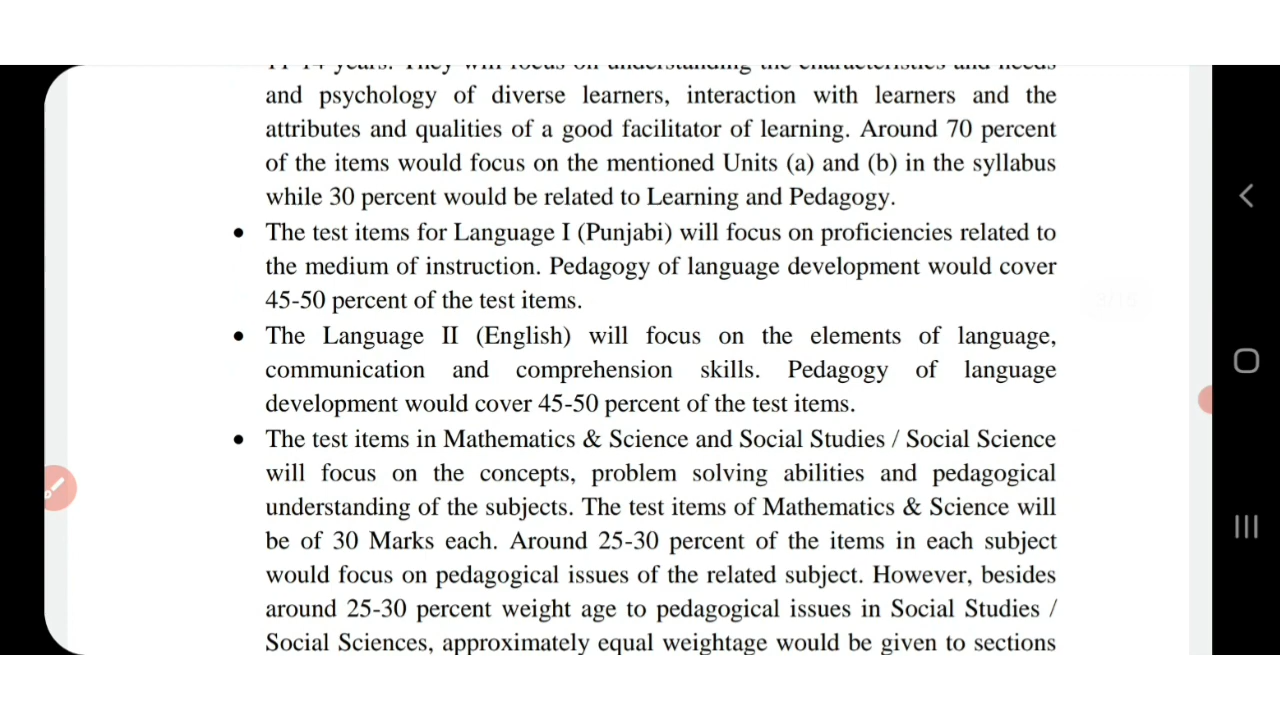 11-14 years. They will focus on understanding the characteristics and needs
and psychology of diverse learners, interaction with learners and the
attributes and qualities of a good facilitator of learning. Around 70 percent
of the items would focus on the mentioned Units (a) and (b) in the syllabus
while 30 percent would be related to Learning and Pedagogy.
• The test items for Language I (Punjabi) will focus on proficiencies related to
the medium of instruction. Pedagogy of language development would cover
45-50 percent of the test items.
• The Language II (English) will focus on the elements of language,
communication and comprehension skills. Pedagogy of language
development would cover 45-50 percent of the test items.
• The test items in Mathematics & Science and Social Studies / Social Science
will focus on the concepts, problem solving abilities and pedagogical
understanding of the subjects. The test items of Mathematics & Science will
be of 30 Marks each. Around 25-30 percent of the items in each subject
would focus on pedagogical issues of the related subject. However, besides
around 25-30 percent weight age to pedagogical issues in Social Studies /
Social Sciences, approximately equal weightage would be given to sections